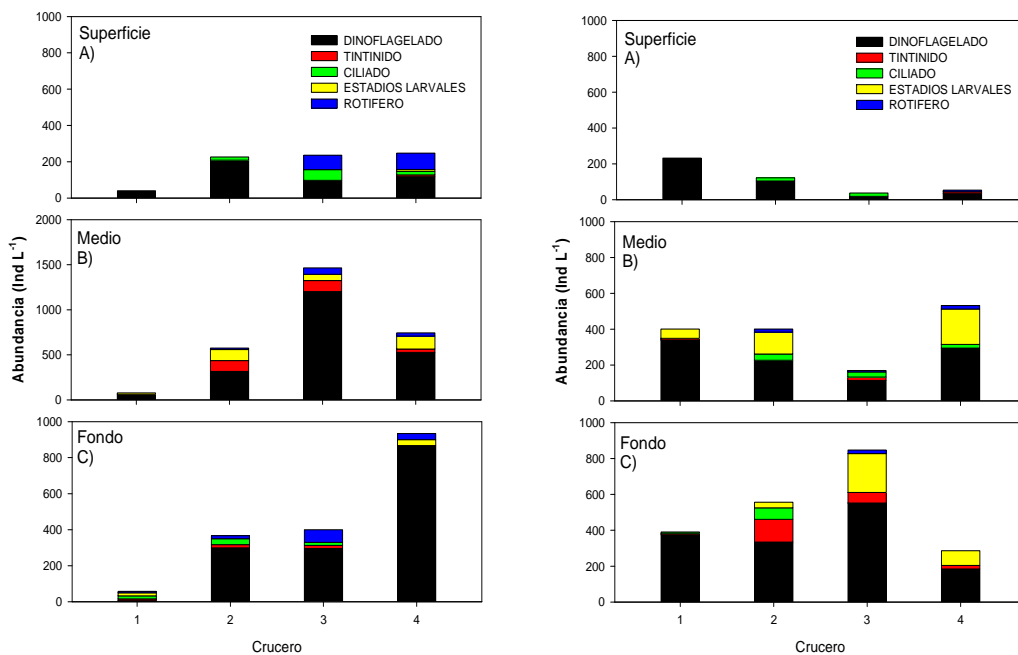 Superficie
A)
DINOFLAGELADO
TINTINIDO
CILIADO
ESTADIOS LARVALES
ROTIFERO
1000
800
600
400
200
0
Medio
B)
2000
1500
1000
500
0
Abundancia (Ind L-1)
Fondo
C)
1000
800
600
400
200
0
1 2 3 4
Crucero
Superficie
A)
DINOFLAGELADO
TINTINIDO
CILIADO
ESTADIOS LARVALES
ROTIFERO
1000
800
600
400
200
0
Medio
B)
1000
800
600
400
200
0
Abundancia (Ind L-1)
Fondo
C)
1000
800
600
400
200
0
1 2 3 4
Crucero